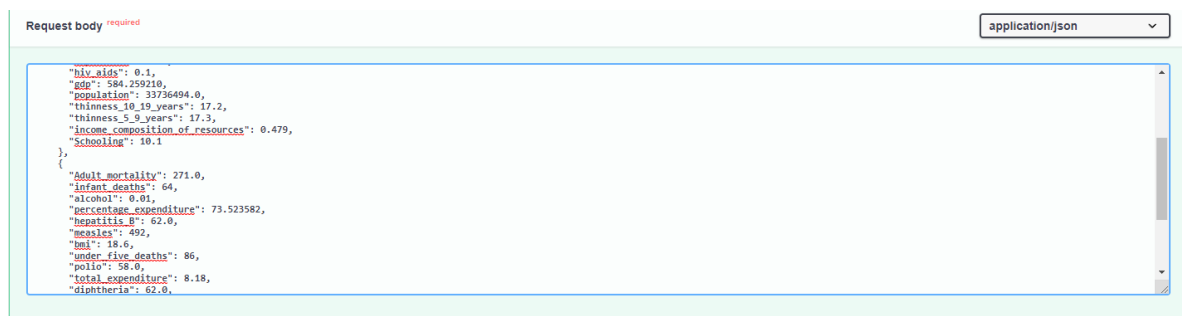 Request body required
application/json
"hiv_aids": 0.1,
"gdp": 584.259210,
"population": 33736494.0,
"thinness_10_19_years": 17.2,
"thinness_5_9_years": 17.3,
"income_composition_of_resources": 0.479,
"Schooling": 10.1
},
{
"Adult_mortality": 271.0,
"infant_deaths": 64,
"alcohol": 0.01,
"percentage_expenditure": 73.523582,
"hepatitis_B": 62.0,
"measles": 492,
"bmi": 18.6,
"under_five_deaths": 86,
"polio": 58.0,
"total_expenditure": 8.18,
"diphtheria": 62.0,